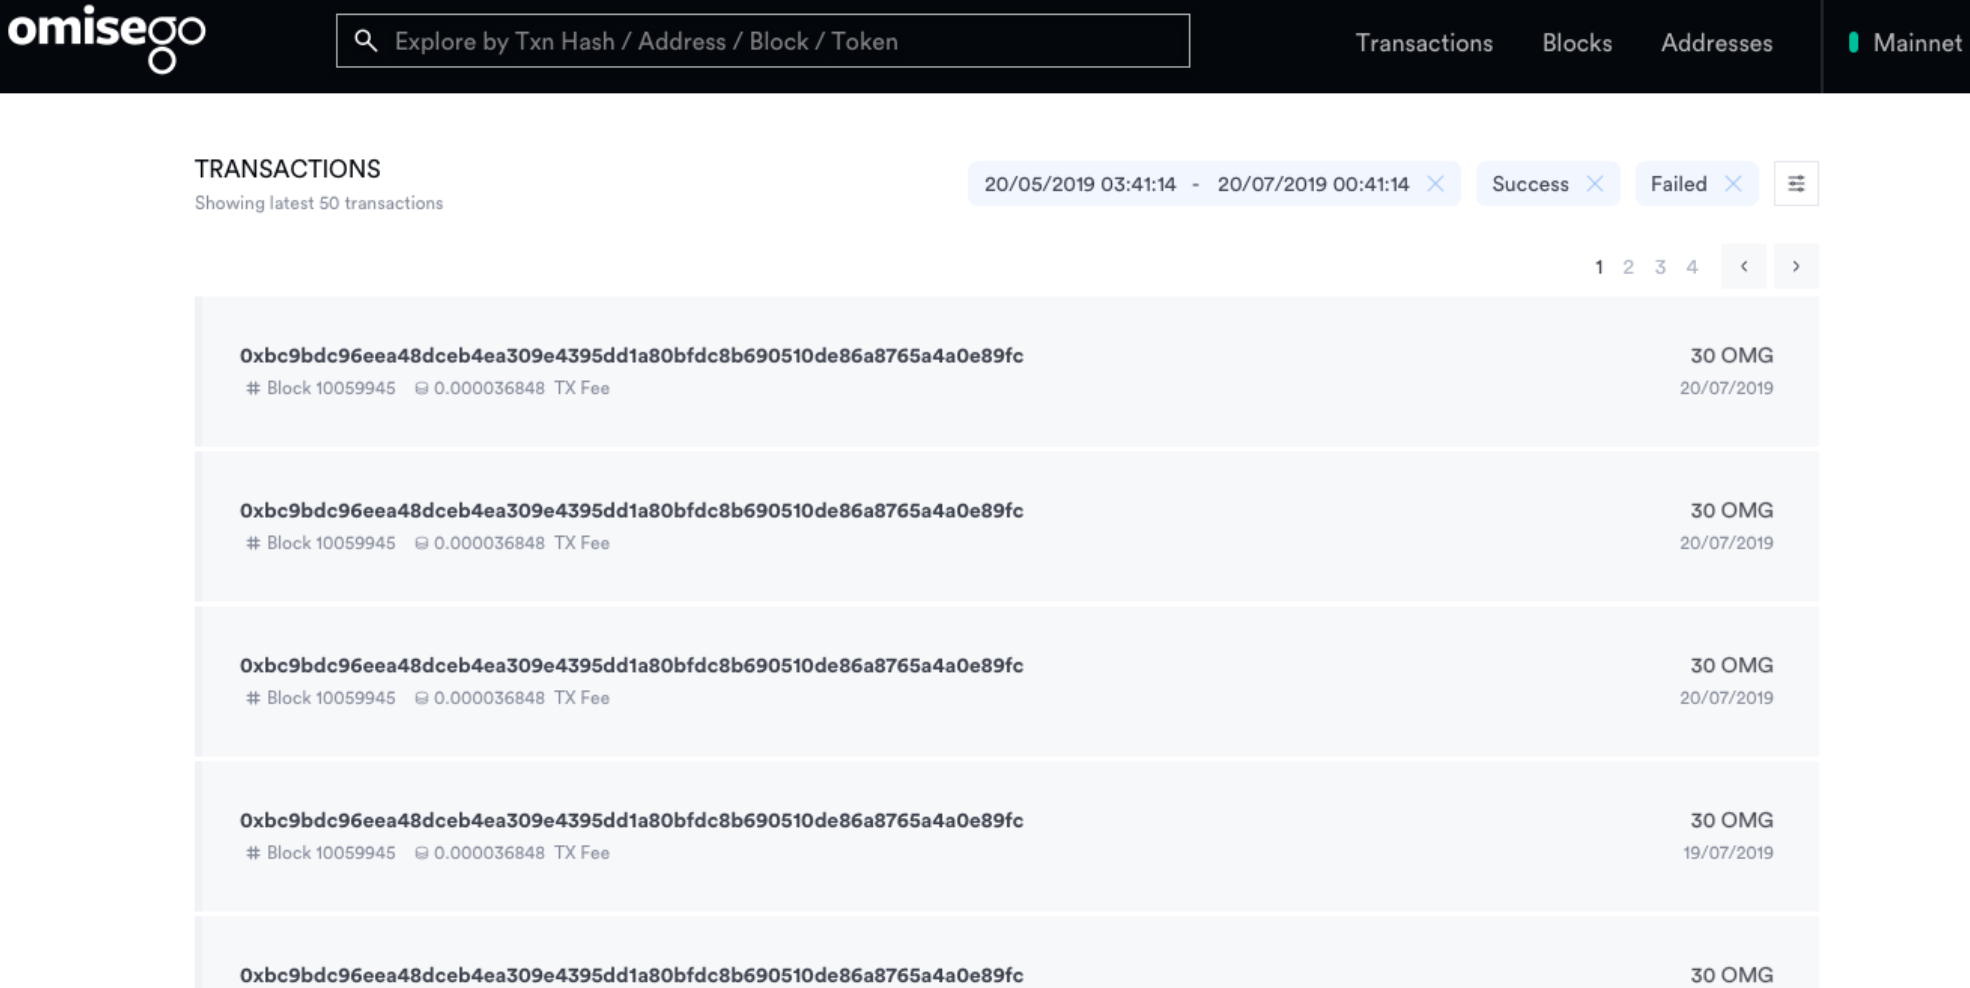 omisego
Explore by Txn Hash / Address / Block / Token
Transactions Blocks Addresses Mainnet
TRANSACTIONS
Showing latest 50 transactions
20/05/2019 03:41:14 - 20/07/2019 00:41:14 Success Failed
1 2 3 4
0xbc9bdc96eea48dceb4ea309e4395dd1a80bfdc8b690510de86a8765a4a0e89fc 30 OMG
# Block 10059945 0.000036848 TX Fee 20/07/2019
0xbc9bdc96eea48dceb4ea309e4395dd1a80bfdc8b690510de86a8765a4a0e89fc 30 OMG
# Block 10059945 0.000036848 TX Fee 20/07/2019
0xbc9bdc96eea48dceb4ea309e4395dd1a80bfdc8b690510de86a8765a4a0e89fc 30 OMG
# Block 10059945 0.000036848 TX Fee 20/07/2019
0xbc9bdc96eea48dceb4ea309e4395dd1a80bfdc8b690510de86a8765a4a0e89fc 30 OMG
# Block 10059945 0.000036848 TX Fee 19/07/2019
0xbc9bdc96eea48dceb4ea309e4395dd1a80bfdc8b690510de86a8765a4a0e89fc 30 OMG